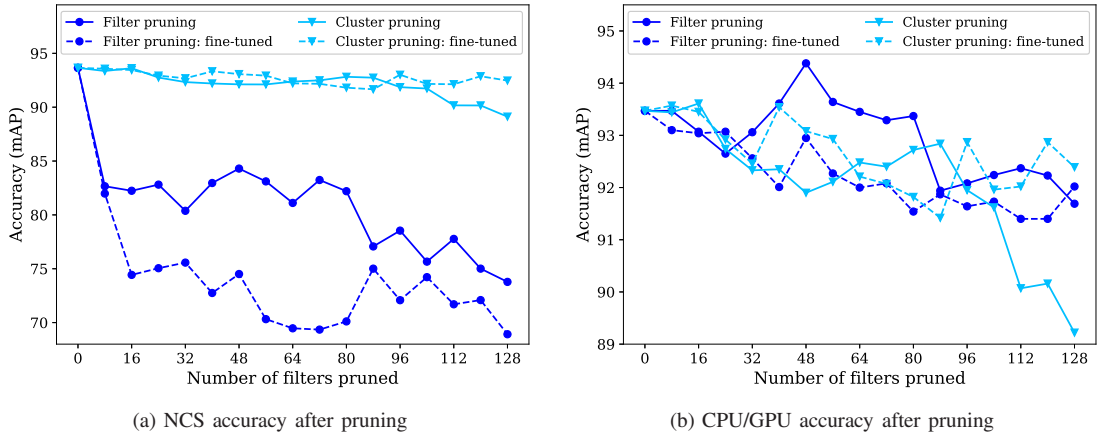 Filter pruning
Filter pruning: fine-tuned
Cluster pruning
Cluster pruning: fine-tuned
95
90
85
80
75
70
Accuracy (mAP)
0 16 32 48 64 80 96 112 128
Number of filters pruned
(a) NCS accuracy after pruning
Filter pruning
Filter pruning: fine-tuned
Cluster pruning
Cluster pruning: fine-tuned
95
94
93
92
91
90
89
Accuracy (mAP)
0 16 32 48 64 80 96 112 128
Number of filters pruned
(b) CPU/GPU accuracy after pruning